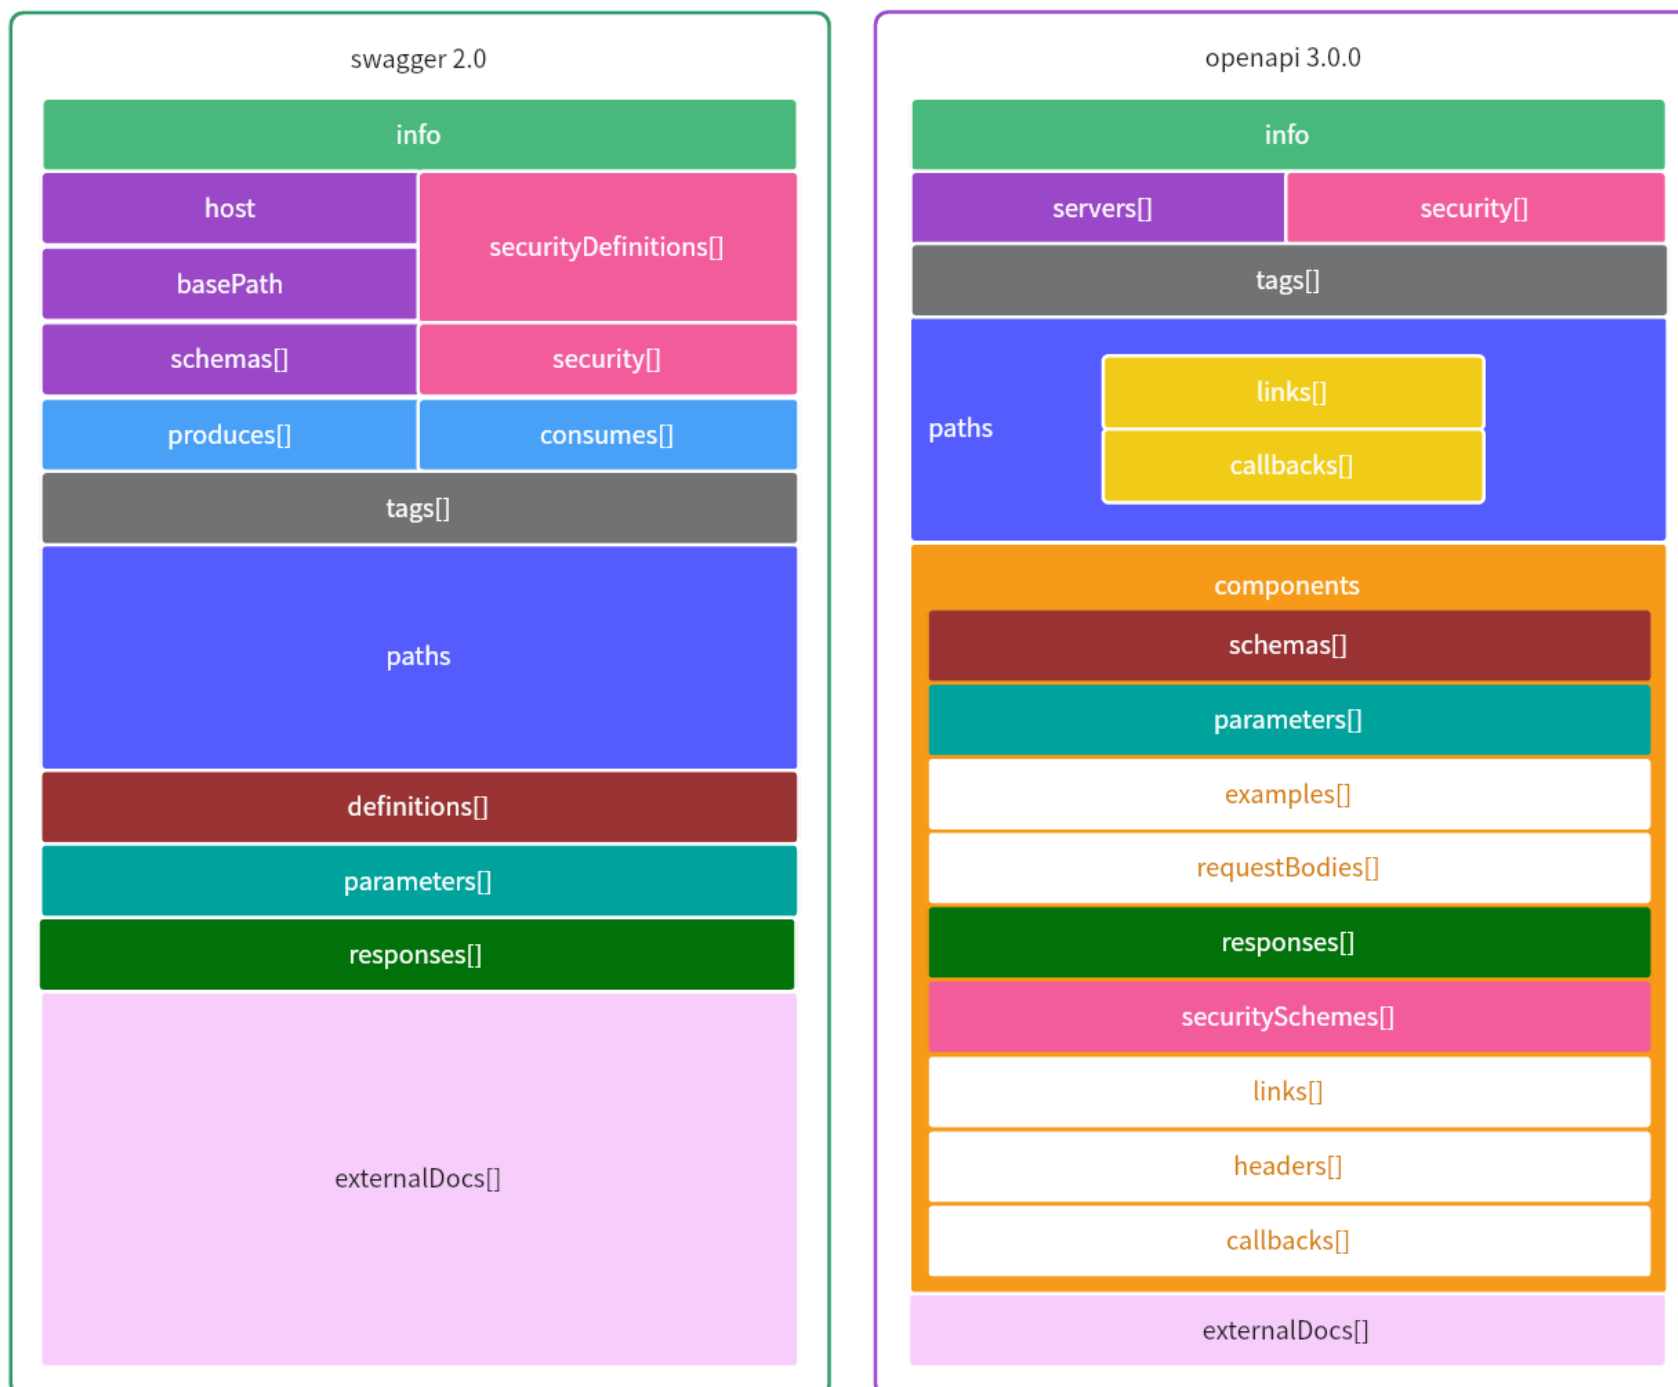 swagger 2.0
info
host
securityDefinitions[]
basePath
schemas[]
security[]
produces[]
consumes[]
tags[]
paths
definitions[]
parameters[]
responses[]
externalDocs[]
openapi 3.0.0
info
servers[]
security[]
tags[]
paths
links[]
callbacks[]
components
schemas[]
parameters[]
examples[]
requestBodies[]
responses[]
securitySchemes[]
links[]
headers[]
callbacks[]
externalDocs[]